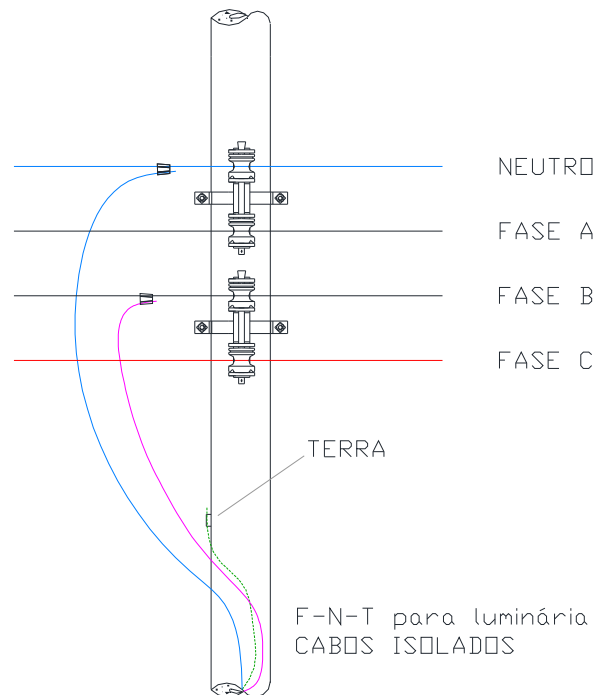 NEUTRO
FASE A
FASE B
FASE C
TERRA
F-N-T para luminária
CABOS ISOLADOS